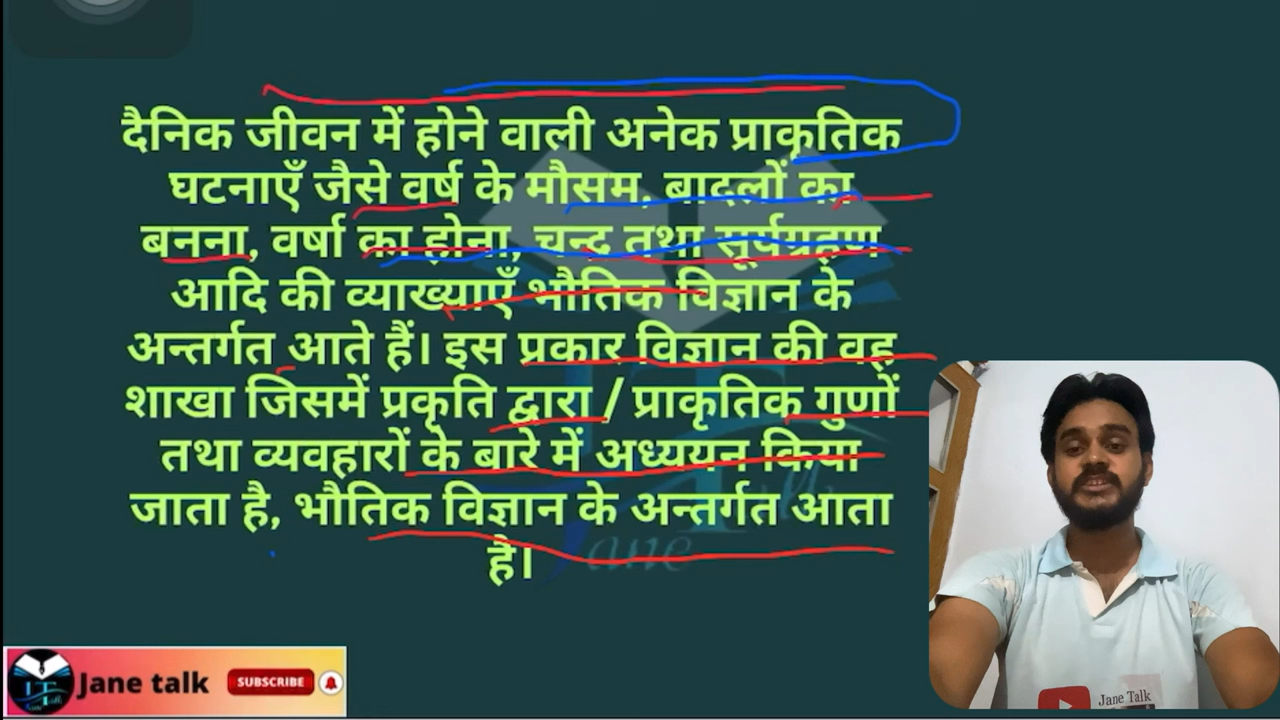 दैनिक जीवन में होने वाली अनेक प्राकृतिक
घटनाएँ जैसे वर्ष के मौसम, बादलों का
बनना, वर्षा का होना, चन्द्र तथा सूर्यग्रहण
आदि की व्याख्याएँ भौतिक विज्ञान के
अन्तर्गत आते हैं। इस प्रकार विज्ञान की वह
शाखा जिसमें प्रकृति द्वारा / प्राकृतिक गुणों
तथा व्यवहारों के बारे में अध्ययन किया
जाता है, भौतिक विज्ञान के अन्तर्गत आता
है।
Jane
Jane talk
SUBSCRIBE
Jane Talk